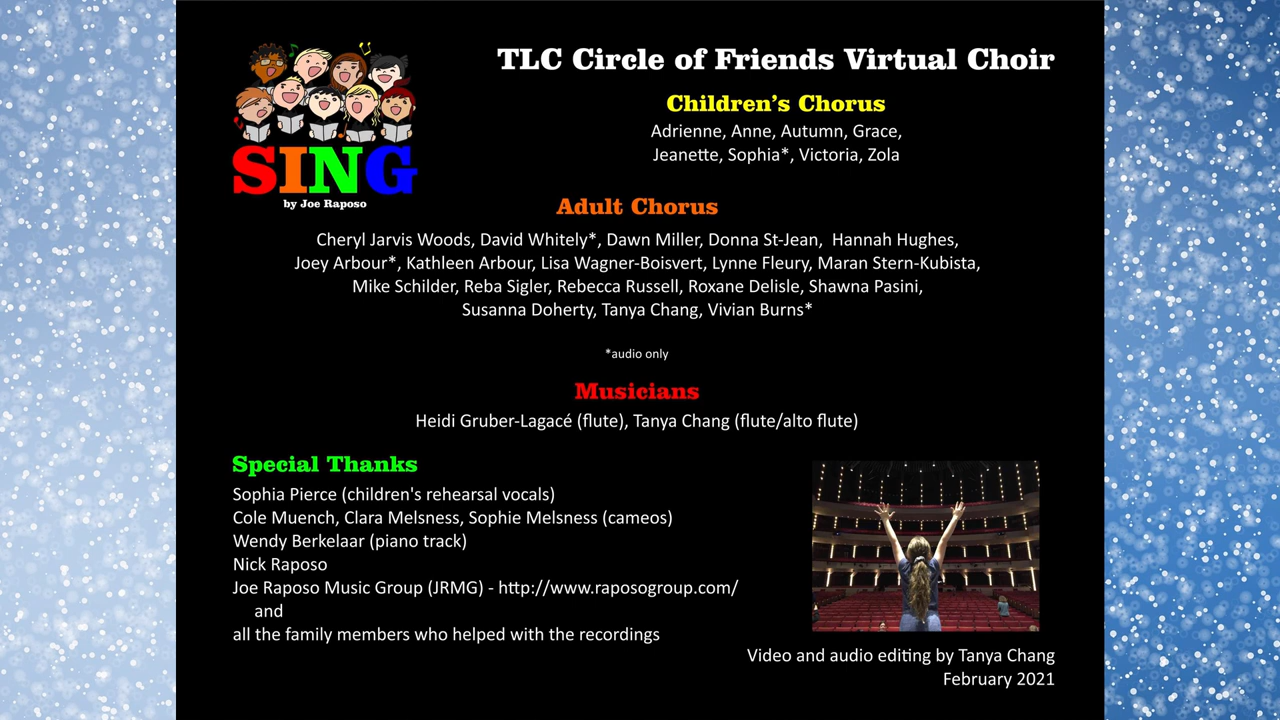 TLC Circle of Friends Virtual Choir
Children's Chorus
Adrienne, Anne, Autumn, Grace,
Jeanette, Sophia*, Victoria, Zola
SING
by Joe Raposo
Adult Chorus
Cheryl Jarvis Woods, David Whitely*, Dawn Miller, Donna St-Jean,  Hannah Hughes,
Joey Arbour*, Kathleen Arbour, Lisa Wagner-Boisvert, Lynne Fleury, Maran Stern-Kubista,
Mike Schilder, Reba Sigler, Rebecca Russell, Roxane Delisle, Shawna Pasini,
Susanna Doherty, Tanya Chang, Vivian Burns*
*audio only
Musicians
Heidi Gruber-Lagacé (flute), Tanya Chang (flute/alto flute)
Special Thanks
Sophia Pierce (children's rehearsal vocals)
Cole Muench, Clara Melsness, Sophie Melsness (cameos)
Wendy Berkelaar (piano track)
Nick Raposo
Joe Raposo Music Group (JRMG) - http://www.raposogroup.com/
and
all the family members who helped with the recordings
Video and audio editing by Tanya Chang
February 2021